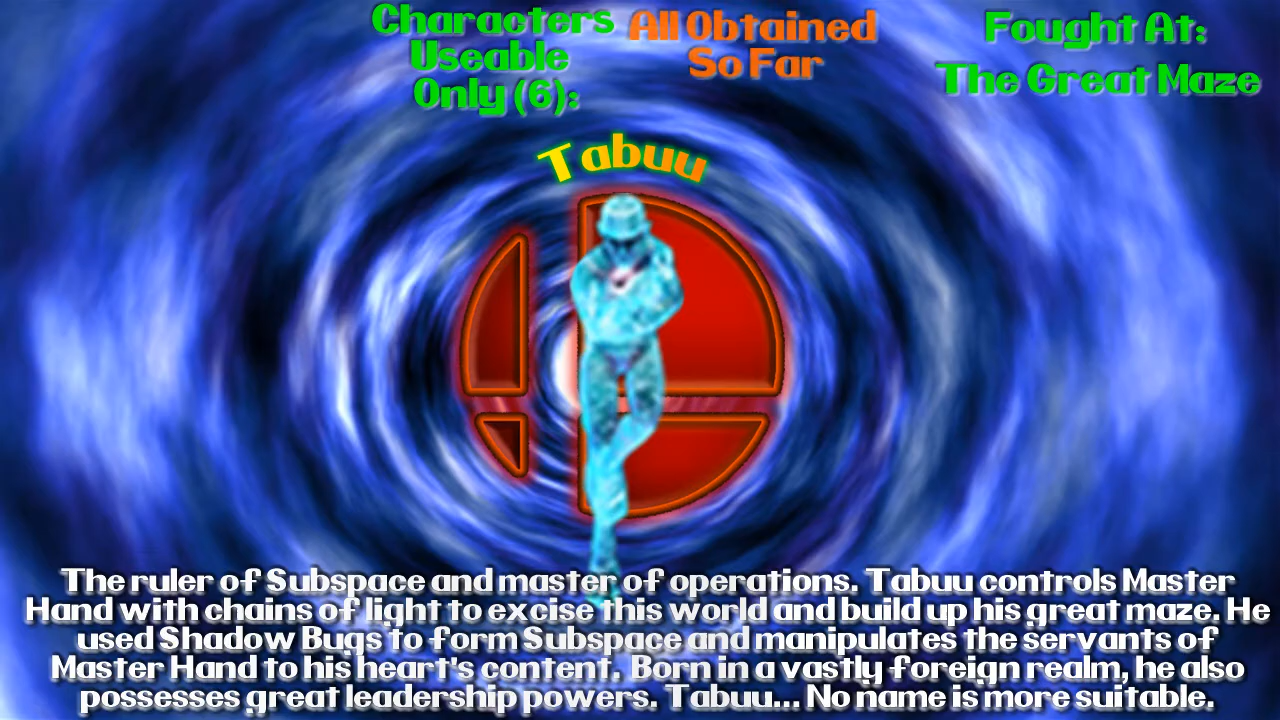 Characters
Useable
Only (6):
All Obtained
So Far
Fought At:
The Great Maze
Tabuu
The ruler of Subspace and master of operations. Tabuu controls Master
Hand with chains of light to excise this world and build up his great maze. He
used Shadow Bugs to form Subspace and manipulates the servants of
Master Hand to his heart's content. Born in a vastly foreign realm, he also
possesses great leadership powers. Tabuu... No name is more suitable.